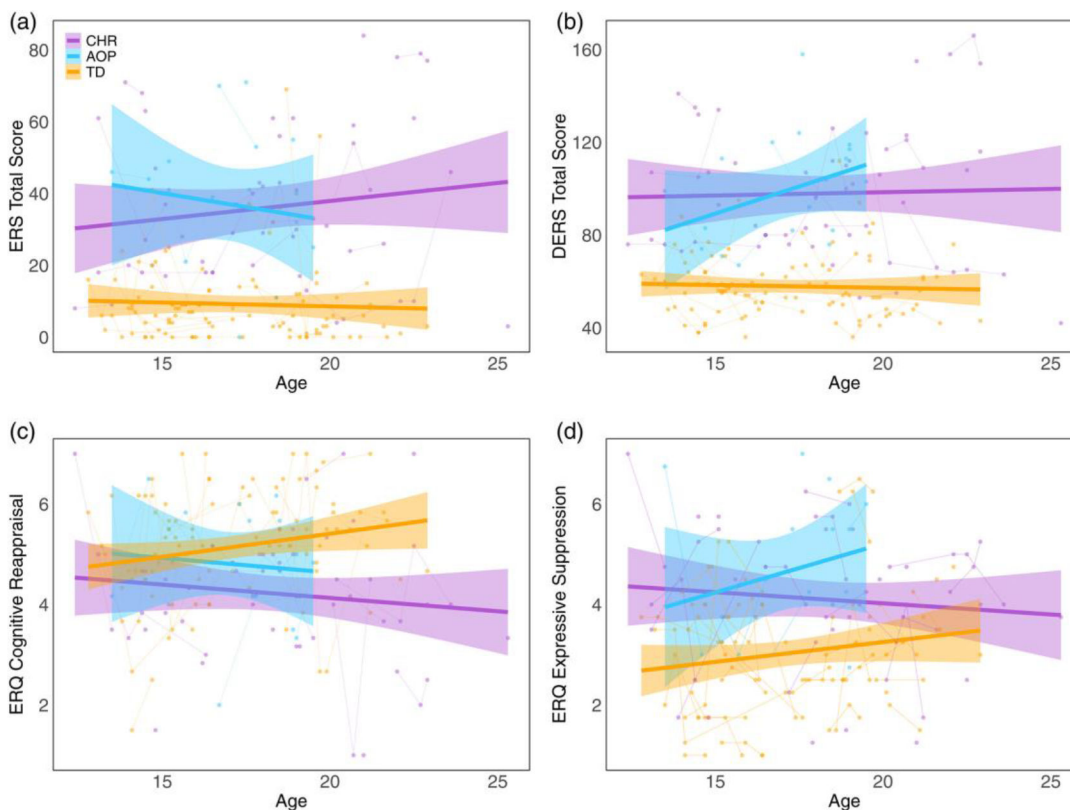 (a)
CHR
AOP
TD
80
60
40
20
0
ERS Total Score
15 20 25
Age
(b)
160
120
80
40
DERS Total Score
15 20 25
Age
(c)
6
4
2
ERQ Cognitive Reappraisal
15 20 25
Age
(d)
6
4
2
ERQ Expressive Suppression
15 20 25
Age